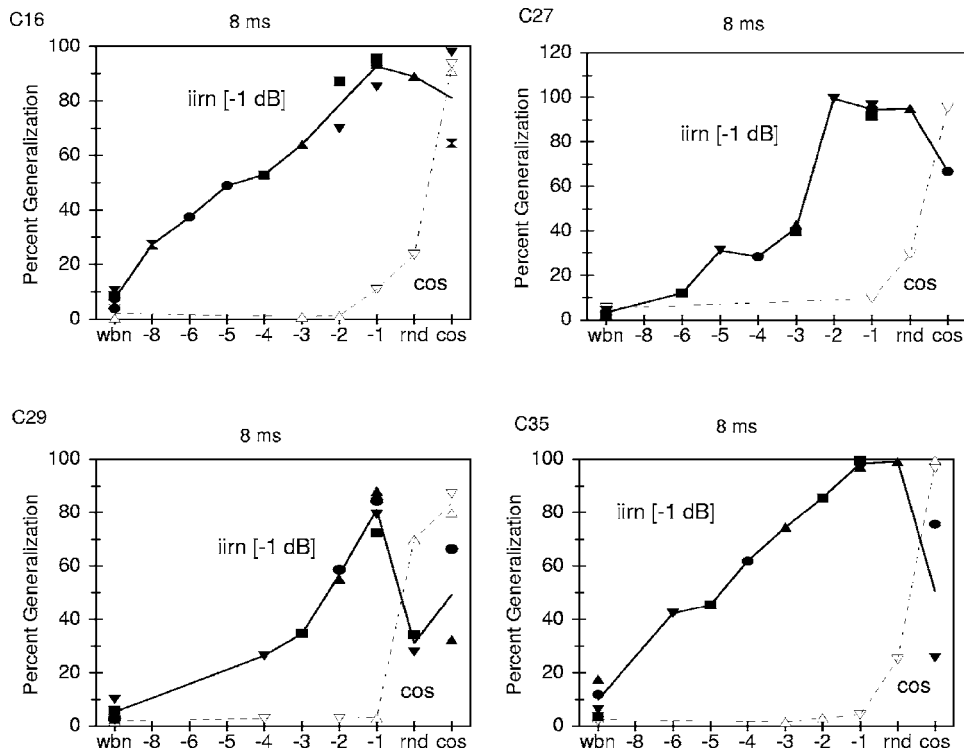 C16
8 ms
100
80
60
40
20
0
Percent Generalization
iirn [-1 dB]
cos
wbn -8 -6 -5 -4 -3 -2 -1 rnd cos
C27
8 ms
120
100
80
60
40
20
0
Percent Generalization
iirn [-1 dB]
cos
wbn -8 -6 -5 -4 -3 -2 -1 rnd cos
C29
8 ms
100
80
60
40
20
0
Percent Generalization
iirn [-1 dB]
cos
wbn -8 -6 -5 -4 -3 -2 -1 rnd cos
C35
8 ms
100
80
60
40
20
0
Percent Generalization
iirn [-1 dB]
cos
wbn -8 -6 -5 -4 -3 -2 -1 rnd cos